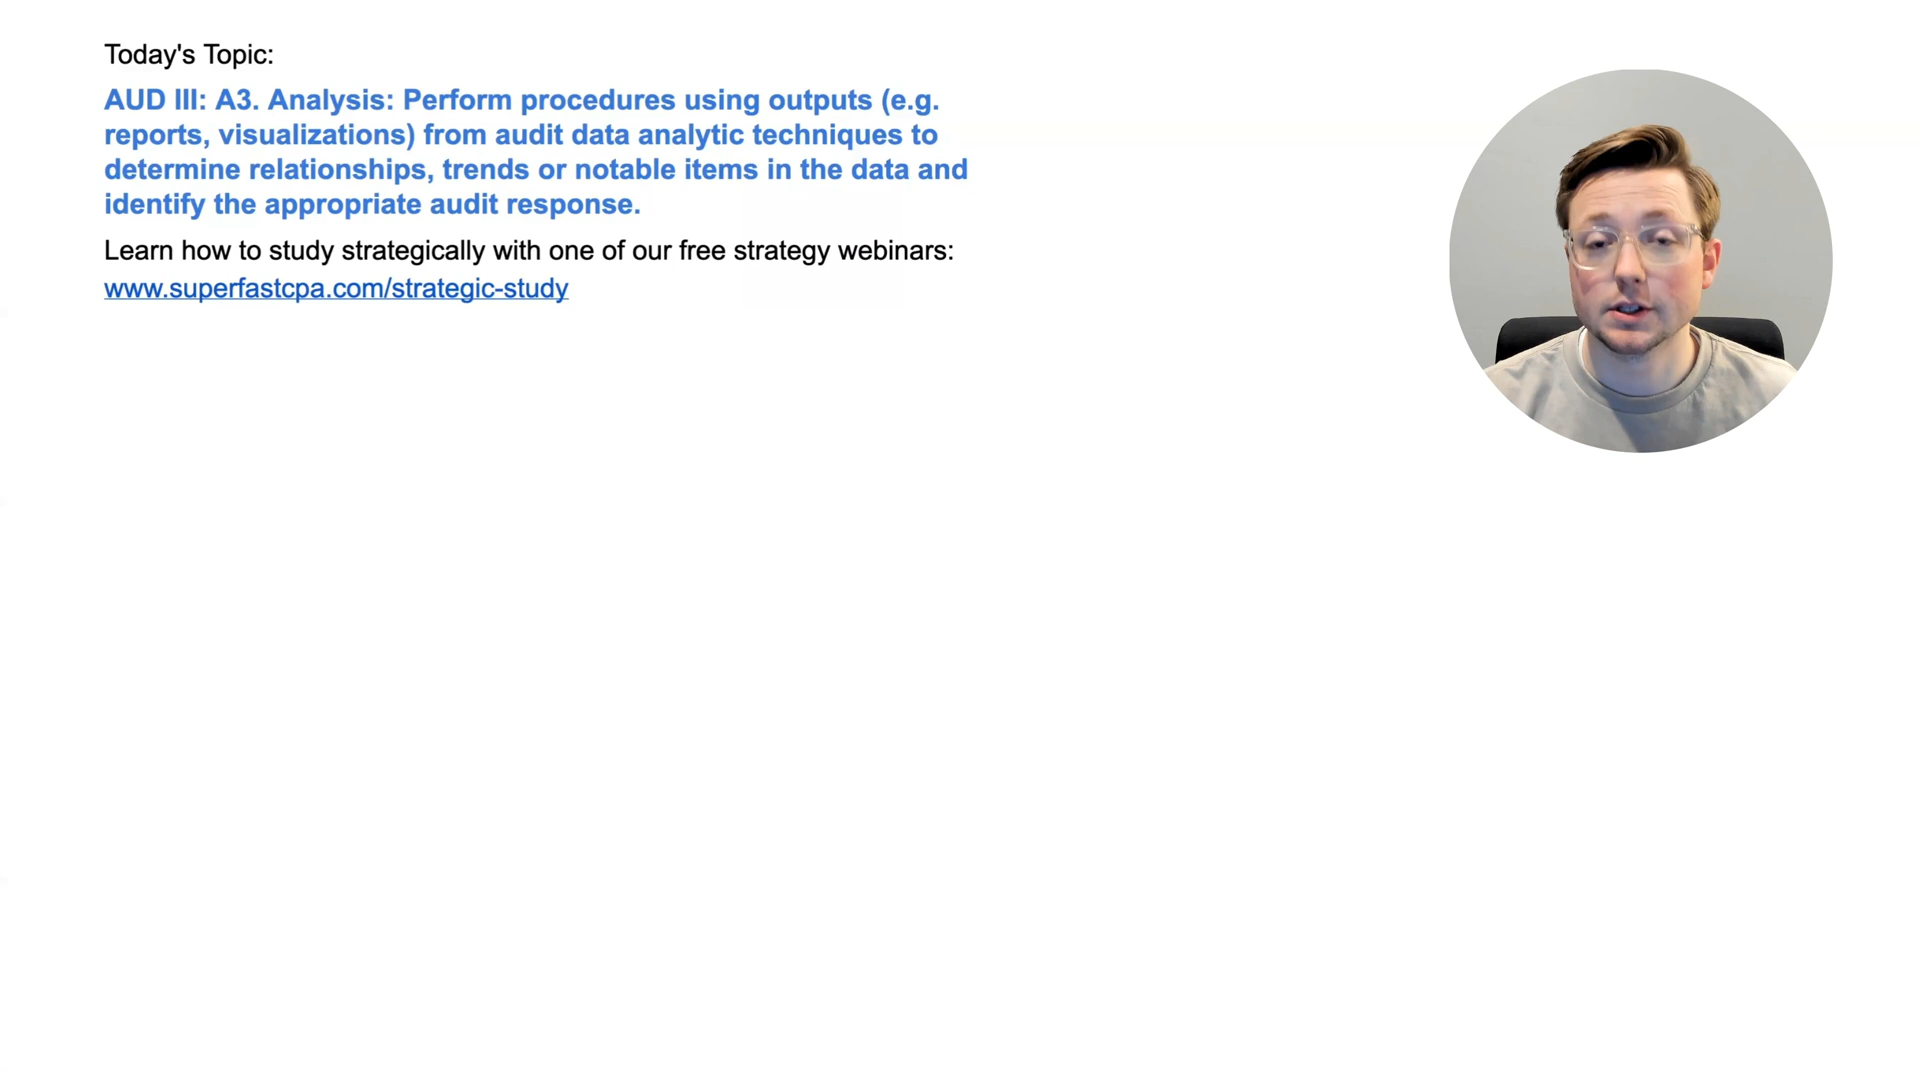 Today's Topic:
AUD III: A3. Analysis: Perform procedures using outputs (e.g.
reports, visualizations) from audit data analytic techniques to
determine relationships, trends or notable items in the data and
identify the appropriate audit response.
Learn how to study strategically with one of our free strategy webinars:
www.superfastcpa.com/strategic-study